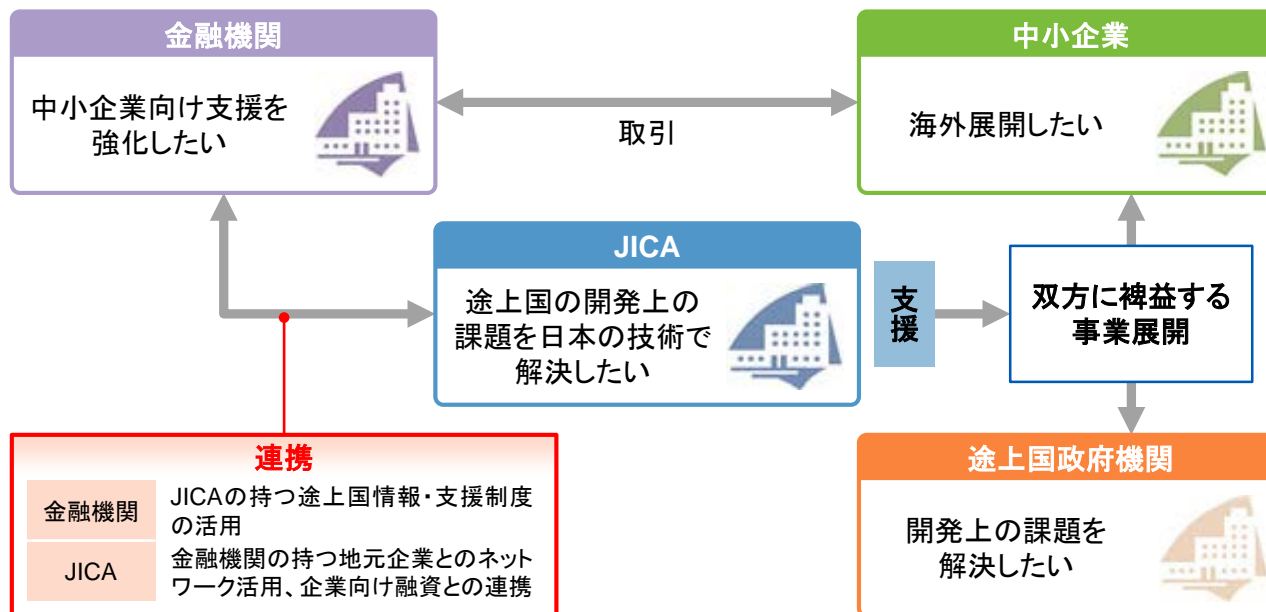 金融機関
中小企業向け支援を
強化したい
取引
中小企業
海外展開したい
JICA
途上国の開発上の
課題を日本の技術で
解決したい
支援
双方に裨益する
事業展開
連携
金融機関
JICAの持つ途上国情報・支援制度
の活用
JICA
金融機関の持つ地元企業とのネット
ワーク活用、企業向け融資との連携
途上国政府機関
開発上の課題を
解決したい